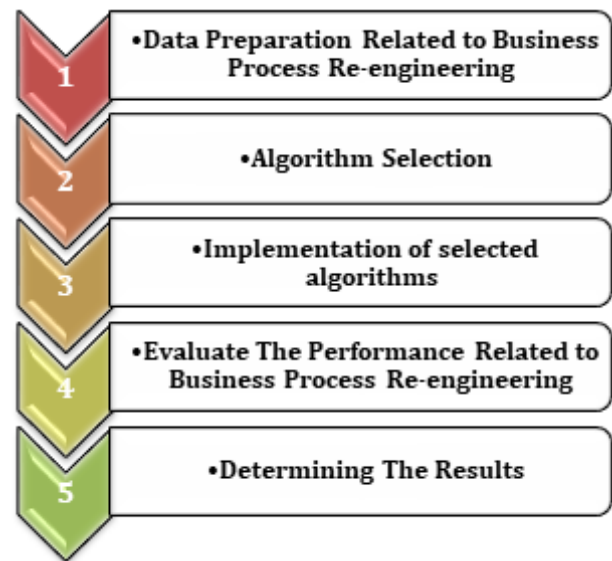 1
•Data Preparation Related to Business
Process Re-engineering
2
•Algorithm Selection
3
•Implementation of selected
algorithms
4
•Evaluate The Performance Related to
Business Process Re-engineering
5
•Determining The Results